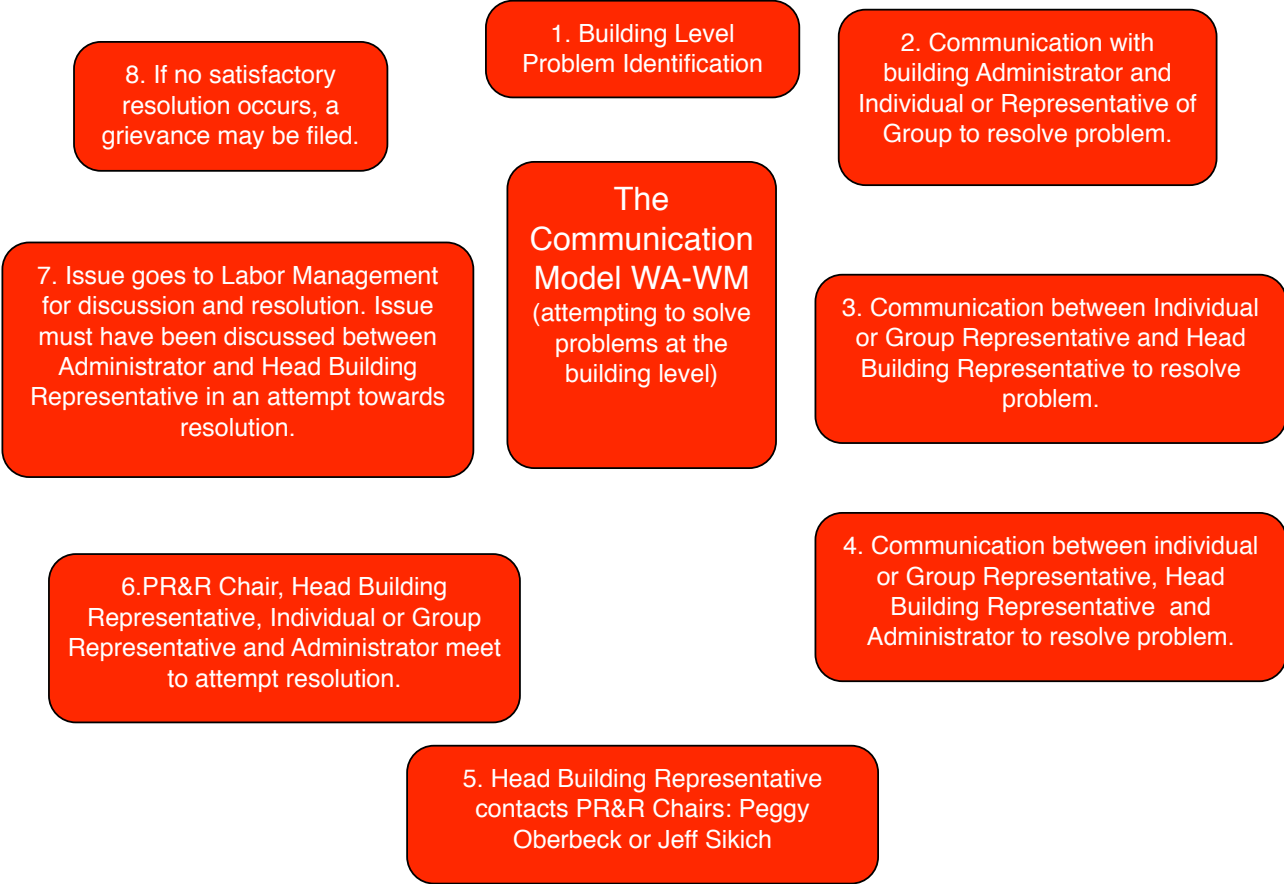 1. Building Level
Problem Identification
2. Communication with
building Administrator and
Individual or Representative of
Group to resolve problem.
8. If no satisfactory
resolution occurs, a
grievance may be filed.
The
Communication
Model WA-WM
(attempting to solve
problems at the
building level)
3. Communication between Individual
or Group Representative and Head
Building Representative to resolve
problem.
7. Issue goes to Labor Management
for discussion and resolution. Issue
must have been discussed between
Administrator and Head Building
Representative in an attempt towards
resolution.
4. Communication between individual
or Group Representative, Head
Building Representative  and
Administrator to resolve problem.
6.PR&R Chair, Head Building
Representative, Individual or Group
Representative and Administrator meet
to attempt resolution.
5. Head Building Representative
contacts PR&R Chairs: Peggy
Oberbeck or Jeff Sikich